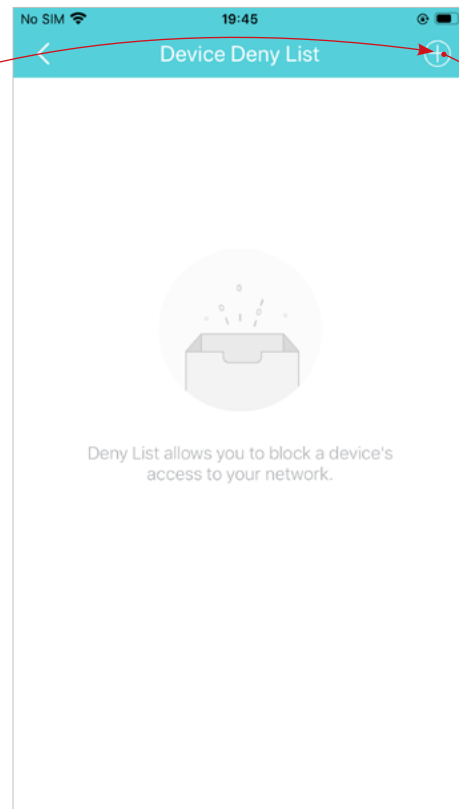 No SIM
19:45
Device Deny List
Deny List allows you to block a device's
access to your network.